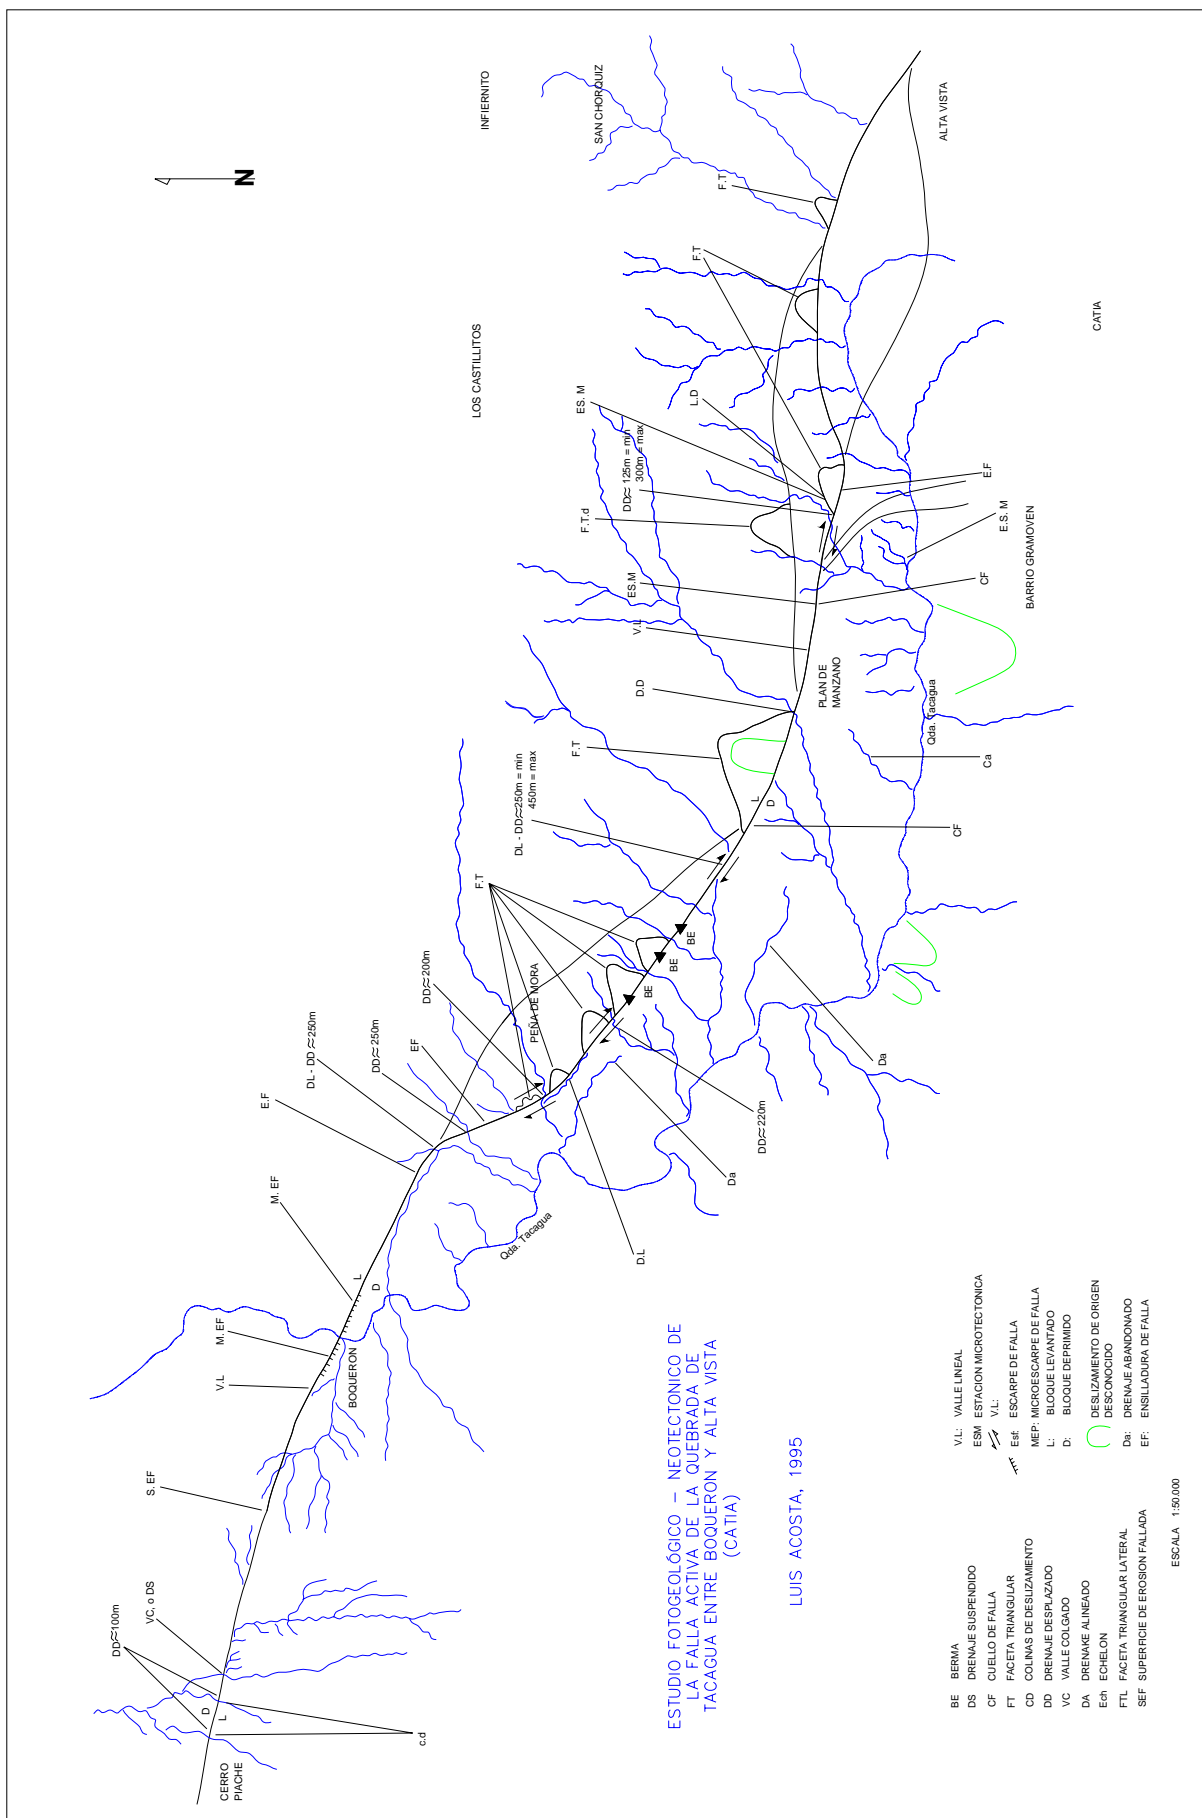 N
INFIERNITO
SAN CHORQUIZ
ALTA VISTA
F.T
F.T
LOS CASTILLITOS
CATIA
ES. M
L.D
DD≈ 125m = min
300m = max
F.T.d
E.F
E.S. M
BARRIO GRAMOVEN
ES.M
CF
V.L
D.D
PLAN DE
MANZANO
Qda. Tacagua
Ca
F.T
L
D
DL - DD≈250m = min
450m = max
CF
F.T
BE
BE
BE
PEÑA DE MORA
DD≈200m
EF
DD≈250m
DL - DD≈250m
E.F
Da
DD≈220m
Da
D.L
Qda. Tacagua
M. EF
L
D
M. EF
V.L
BOQUERON
S. EF
VC, o DS
DD≈100m
D
L
c.d
CERRO
PIACHE
ESTUDIO FOTOGEOLÓGICO – NEOTECTONICO DE
LA FALLA ACTIVA DE LA QUEBRADA DE
TACAGUA ENTRE BOQUERON Y ALTA VISTA
(CATIA)
LUIS ACOSTA, 1995
BE BERMA
DS DRENAJE SUSPENDIDO
CF CUELLO DE FALLA
FT FACETA TRIANGULAR
CD COLINAS DE DESLIZAMIENTO
DD DRENAJE DESPLAZADO
VC VALLE COLGADO
DA DRENAKE ALINEADO
Ech ECHELON
FTL FACETA TRIANGULAR LATERAL
SEF SUPERFICIE DE EROSION FALLADA
V.L: VALLE LINEAL
ESM ESTACION MICROTECTONICA
V.L:
Esf: ESCARPE DE FALLA
MEP: MICROESCARPE DE FALLA
L: BLOQUE LEVANTADO
D: BLOQUE DEPRIMIDO
DESLIZAMIENTO DE ORIGEN
DESCONOCIDO
Da: DRENAJE ABANDONADO
EF: ENSILLADURA DE FALLA
ESCALA 1:50.000